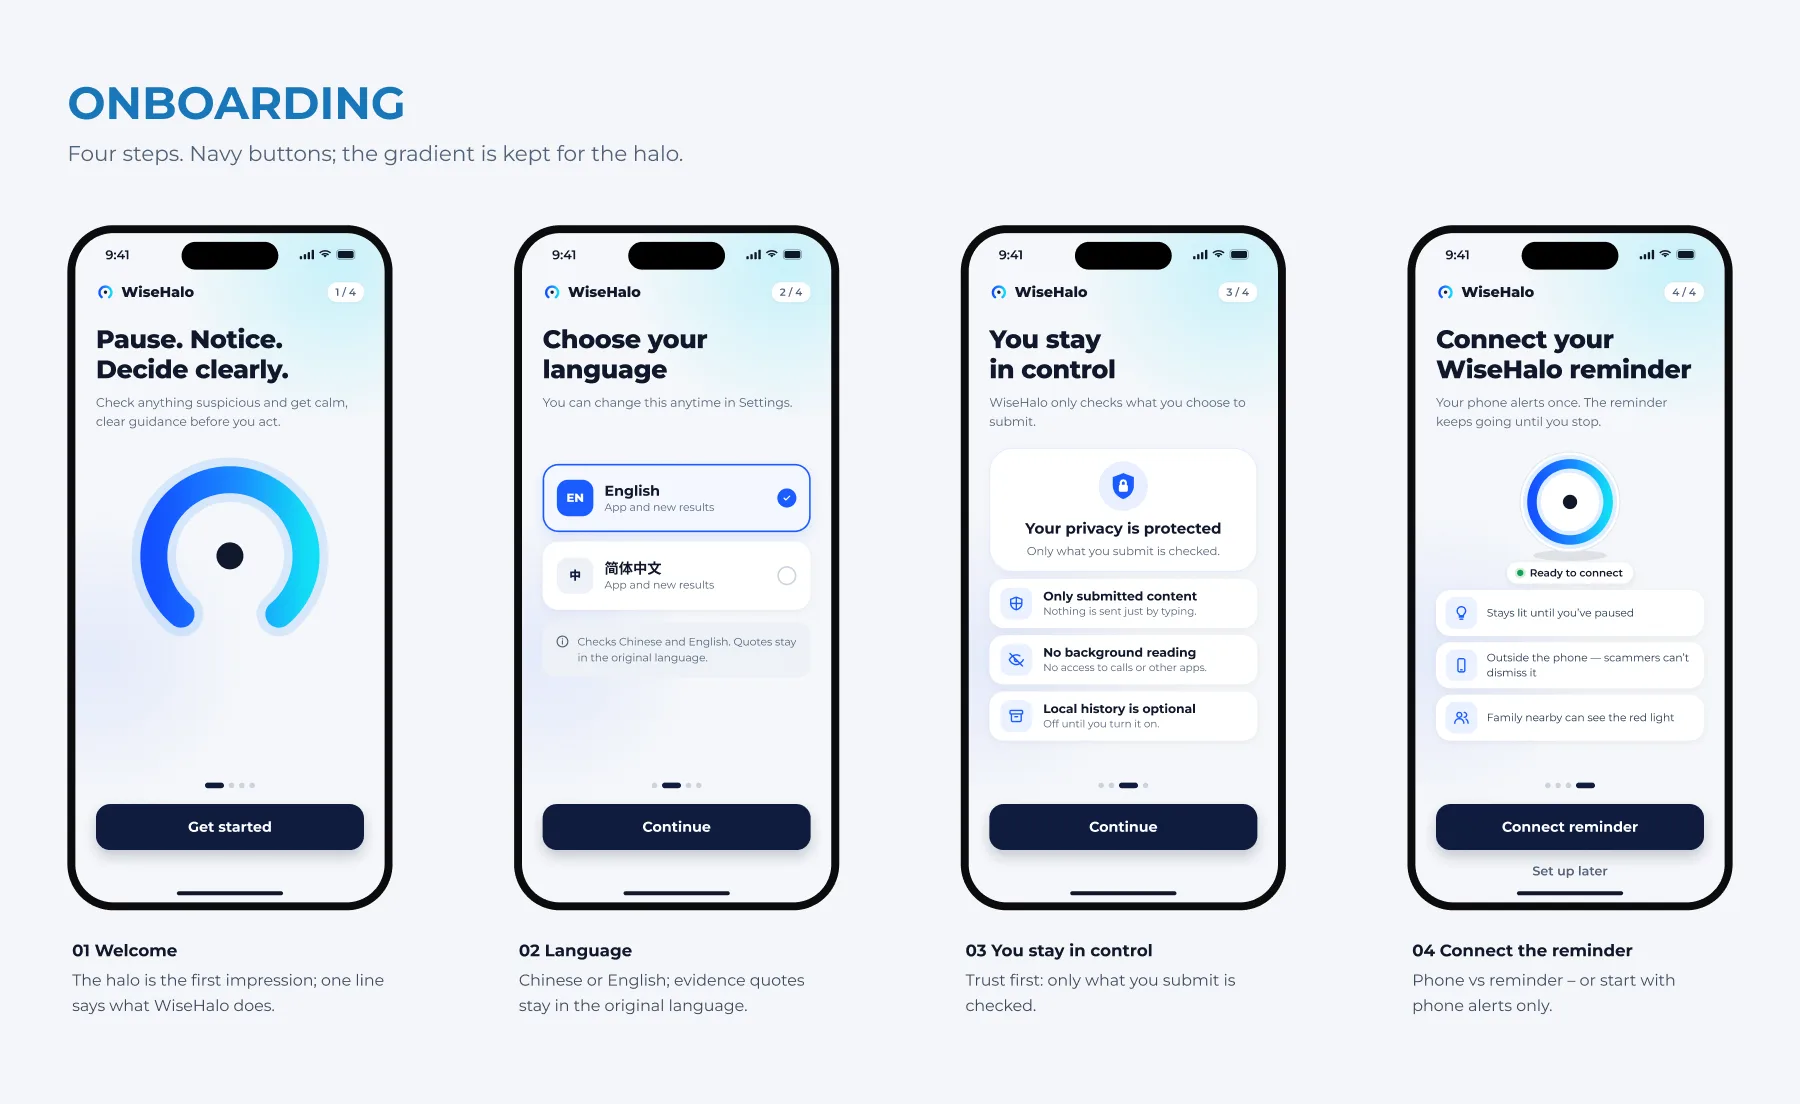 ONBOARDING
Four steps. Navy buttons; the gradient is kept for the halo.
9:41
WiseHalo
1 / 4
Pause. Notice.
Decide clearly.
Check anything suspicious and get calm,
clear guidance before you act.
Get started
01 Welcome
The halo is the first impression; one line
says what WiseHalo does.
9:41
WiseHalo
2 / 4
Choose your
language
You can change this anytime in Settings.
EN
English
App and new results
中
简体中文
App and new results
Checks Chinese and English. Quotes stay
in the original language.
Continue
02 Language
Chinese or English; evidence quotes
stay in the original language.
9:41
WiseHalo
3 / 4
You stay
in control
WiseHalo only checks what you choose to
submit.
Your privacy is protected
Only what you submit is checked.
Only submitted content
Nothing is sent just by typing.
No background reading
No access to calls or other apps.
Local history is optional
Off until you turn it on.
Continue
03 You stay in control
Trust first: only what you submit is
checked.
9:41
WiseHalo
4 / 4
Connect your
WiseHalo reminder
Your phone alerts once. The reminder
keeps going until you stop.
Ready to connect
Stays lit until you’ve paused
Outside the phone — scammers can’t
dismiss it
Family nearby can see the red light
Connect reminder
Set up later
04 Connect the reminder
Phone vs reminder – or start with
phone alerts only.